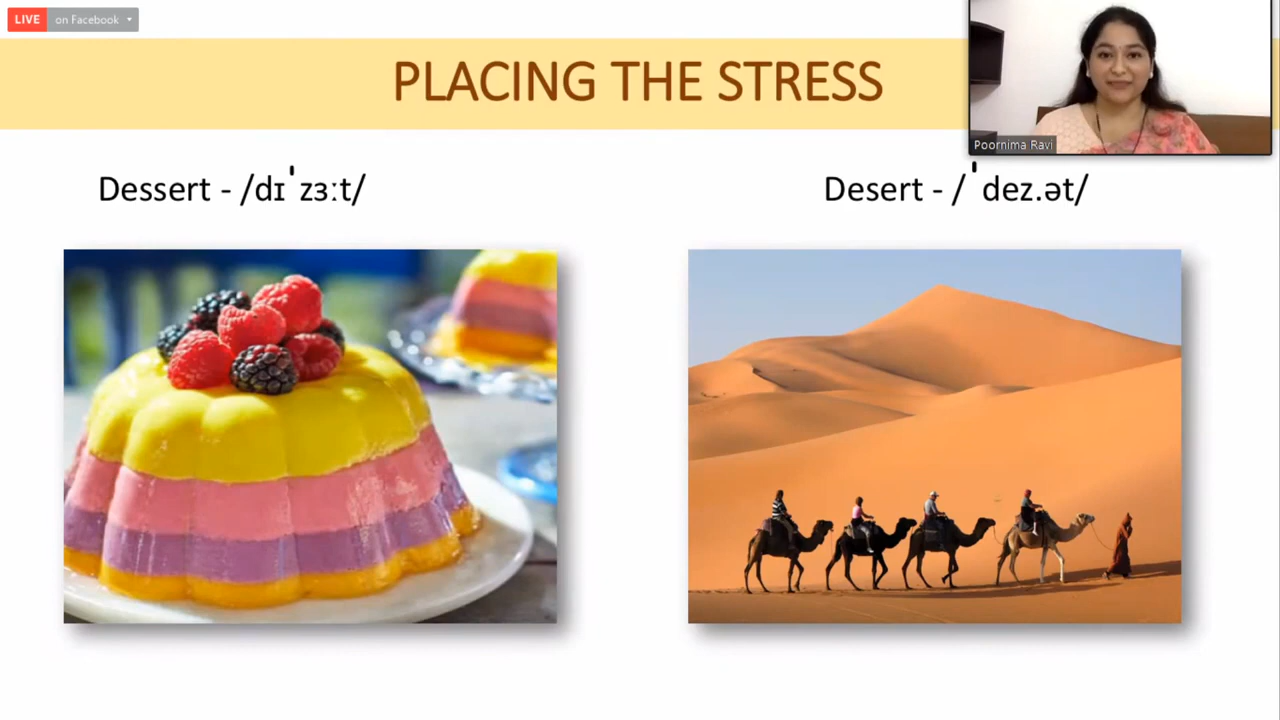 LIVE on Facebook
PLACING THE STRESS
Poornima Ravi
Dessert - /dɪˈzɜːt/
Desert - /ˈdez.ət/